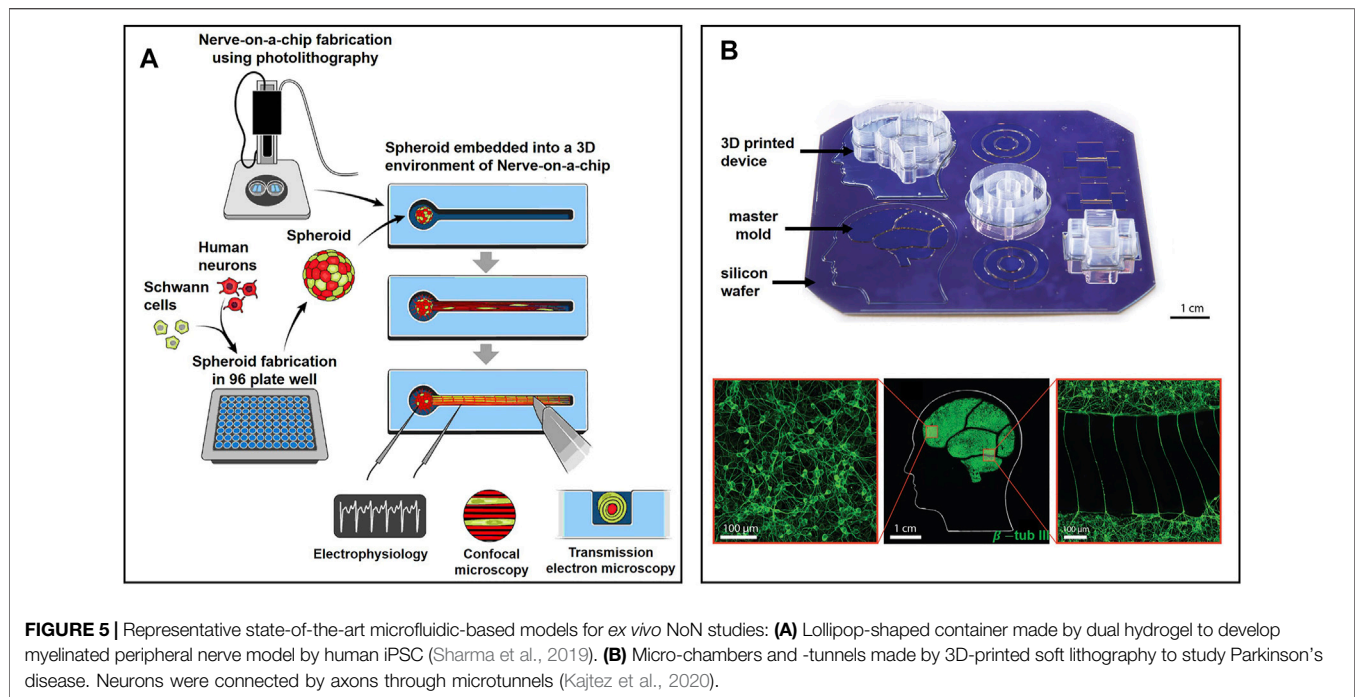 A
Nerve-on-a-chip fabrication
using photolithography
Spheroid embedded into a 3D
environment of Nerve-on-a-chip
Spheroid
Human
neurons
Schwann
cells
Spheroid fabrication
in 96 plate well
Electrophysiology
Confocal
microscopy
Transmission
electron microscopy
B
3D printed
device
master
mold
silicon
wafer
1 cm
100 µm
1 cm
β –tub III
100 µm
FIGURE 5 | Representative state-of-the-art microfluidic-based models for ex vivo NoN studies: (A) Lollipop-shaped container made by dual hydrogel to develop
myelinated peripheral nerve model by human iPSC (Sharma et al., 2019). (B) Micro-chambers and -tunnels made by 3D-printed soft lithography to study Parkinson’s
disease. Neurons were connected by axons through microtunnels (Kajtez et al., 2020).